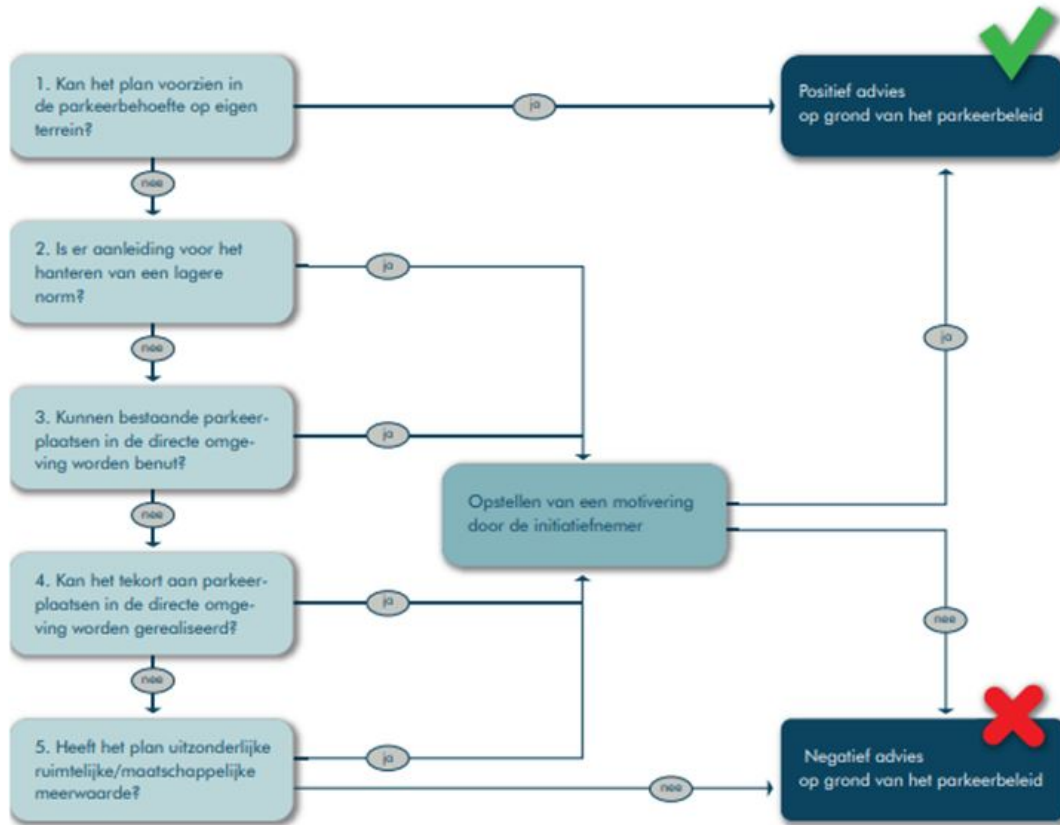 1. Kan het plan voorzien in
de parkeerbehoefte op eigen
terrein?
ja
Positief advies
op grond van het parkeerbeleid
nee
2. Is er aanleiding voor het
hanteren van een lagere
norm?
ja
nee
ja
3. Kunnen bestaande parkeer-
plaatsen in de directe omge-
ving worden benut?
ja
nee
Opstellen van een motivering
door de initiatiefnemer
4. Kan het tekort aan parkeer-
plaatsen in de directe omge-
ving worden gerealiseerd?
ja
nee
nee
5. Heeft het plan uitzonderlijke
ruimtelijke/maatschappelijke
meerwaarde?
ja
nee
Negatief advies
op grond van het parkeerbeleid